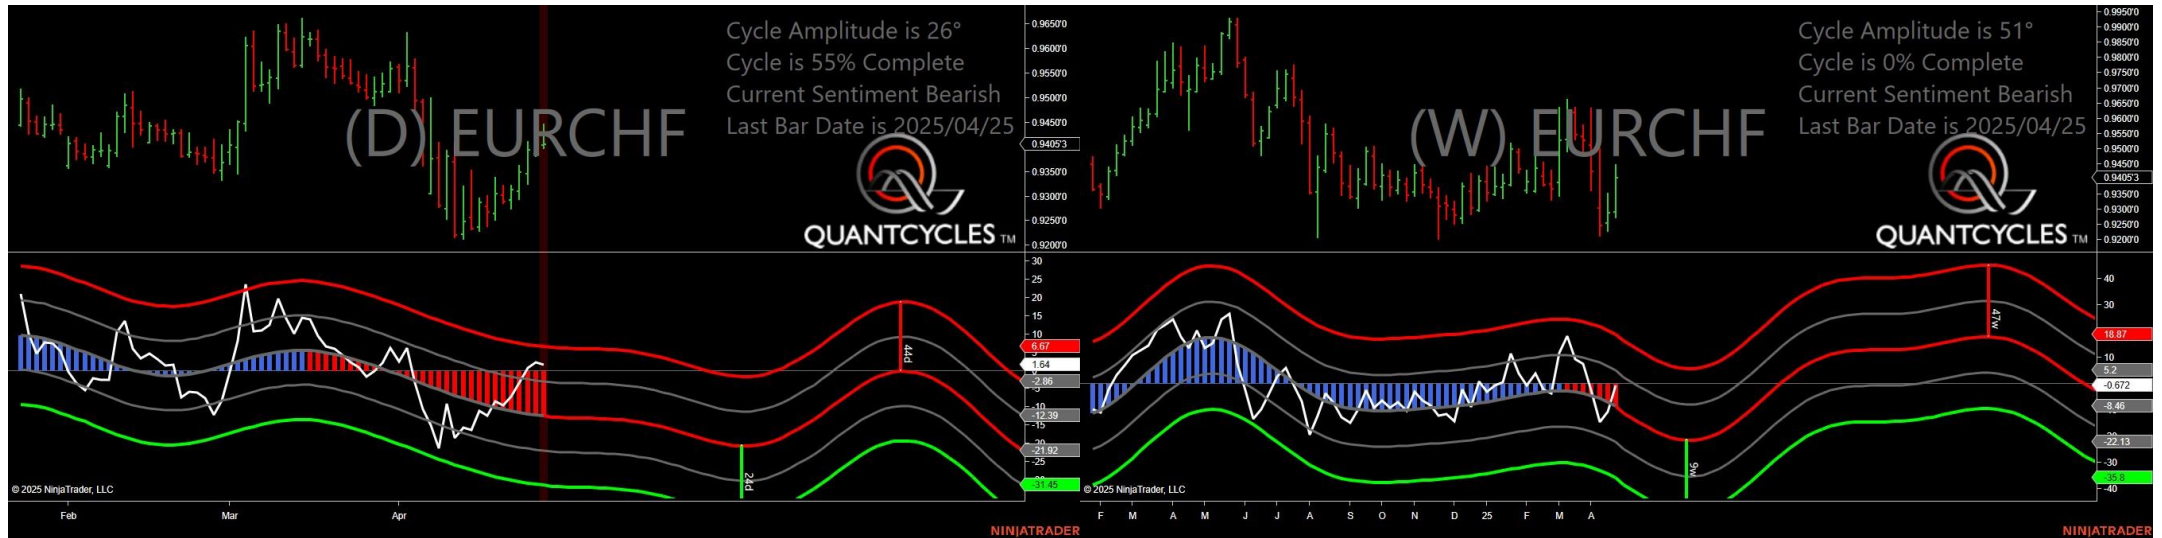 Cycle Amplitude is 26°
Cycle is 55% Complete
Current Sentiment Bearish
Last Bar Date is 2025/04/25
(D) EURCHF
QUANTCYCLES TM
0.9650'0
0.9600'0
0.9550'0
0.9500'0
0.9450'0
0.9405'3
0.9350'0
0.9300'0
0.9250'0
0.9200'0
30
25
20
15
10
6.67
1.64
-2.86
-10
-12.39
-15
-21.92
-25
-31.45
44d
24d
© 2025 NinjaTrader, LLC
Feb Mar Apr
NINJATRADER
Cycle Amplitude is 51°
Cycle is 0% Complete
Current Sentiment Bearish
Last Bar Date is 2025/04/25
(W) EURCHF
QUANTCYCLES TM
0.9950'0
0.9900'0
0.9850'0
0.9800'0
0.9750'0
0.9700'0
0.9650'0
0.9600'0
0.9550'0
0.9500'0
0.9450'0
0.9405'3
0.9350'0
0.9300'0
0.9250'0
0.9200'0
40
30
18.87
10
5.2
-0.672
-8.46
-22.13
-30
-35.8
-40
47w
9w
© 2025 NinjaTrader, LLC
F M A M J J A S O N D 25 F M A
NINJATRADER